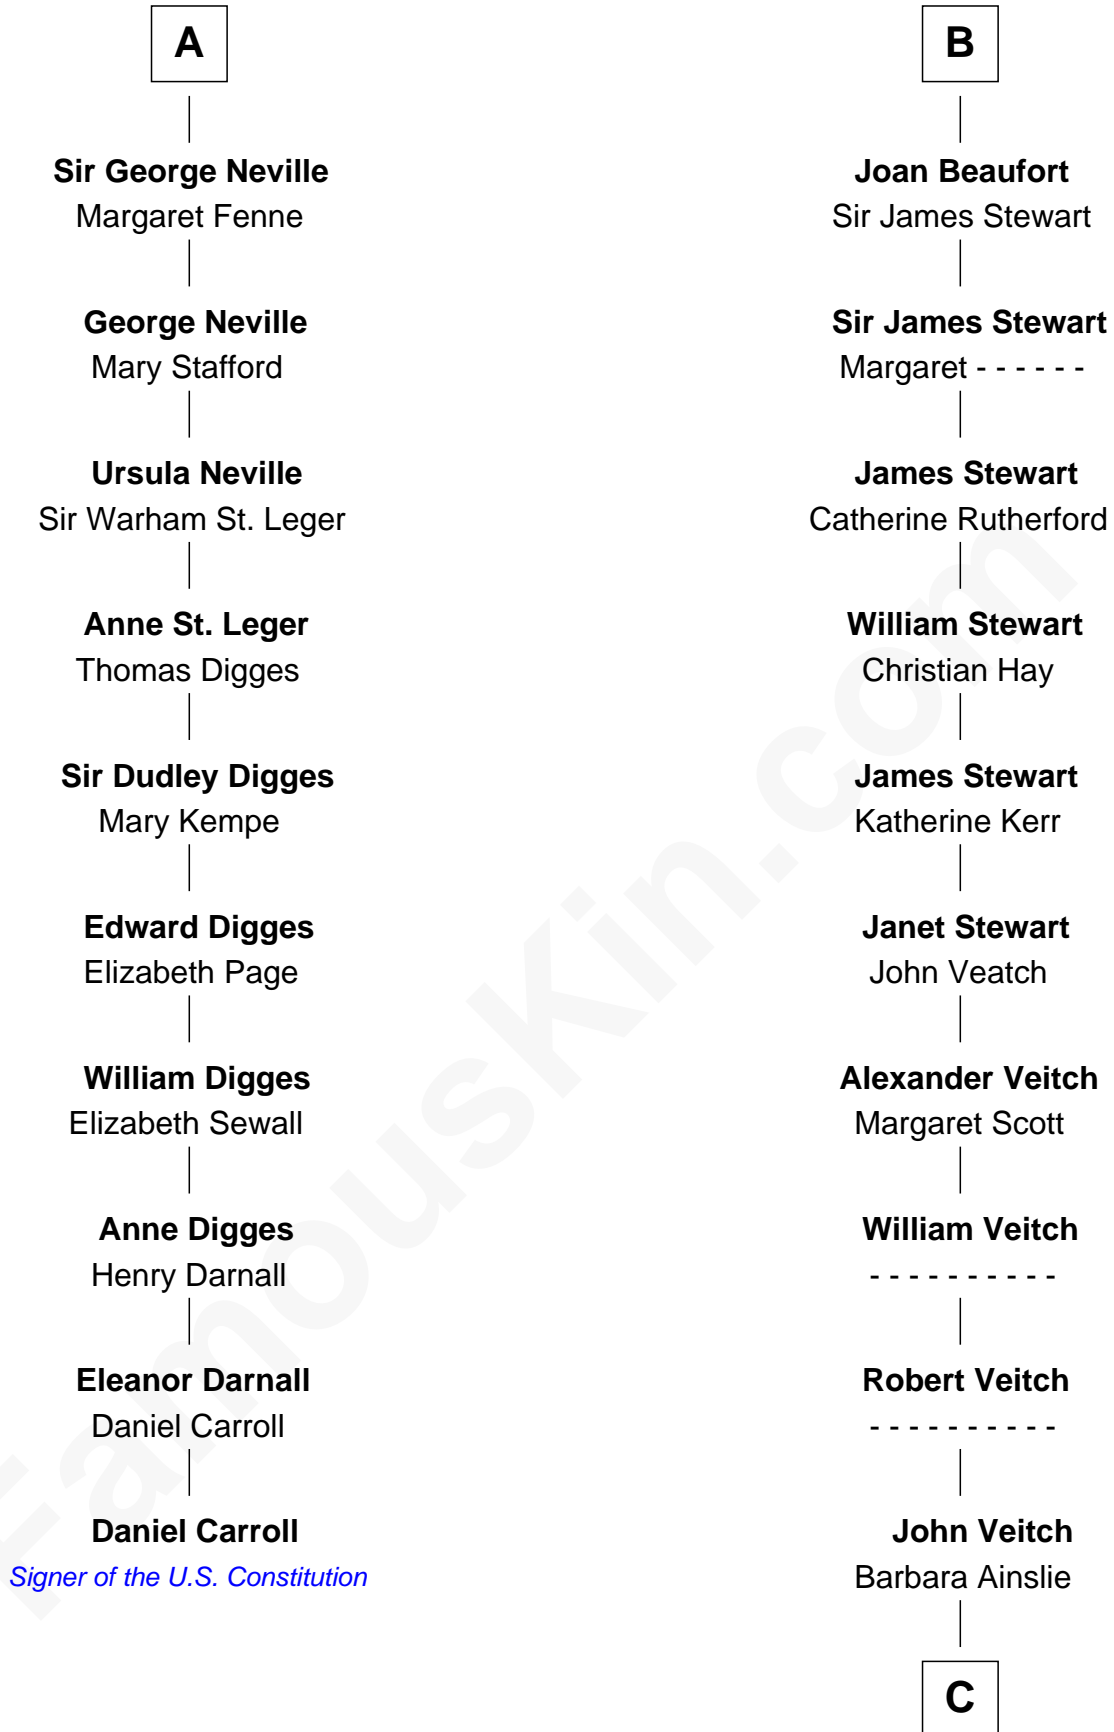 A
Sir George Neville
Margaret Fenne
George Neville
Mary Stafford
Ursula Neville
Sir Warham St. Leger
Anne St. Leger
Thomas Digges
Sir Dudley Digges
Mary Kempe
Edward Digges
Elizabeth Page
William Digges
Elizabeth Sewall
Anne Digges
Henry Darnall
Eleanor Darnall
Daniel Carroll
Daniel Carroll
Signer of the U.S. Constitution
B
Joan Beaufort
Sir James Stewart
Sir James Stewart
Margaret - - - - - -
James Stewart
Catherine Rutherford
William Stewart
Christian Hay
James Stewart
Katherine Kerr
Janet Stewart
John Veatch
Alexander Veitch
Margaret Scott
William Veitch
- - - - - - - - - -
Robert Veitch
- - - - - - - - - -
John Veitch
Barbara Ainslie
C
FamousKin.com